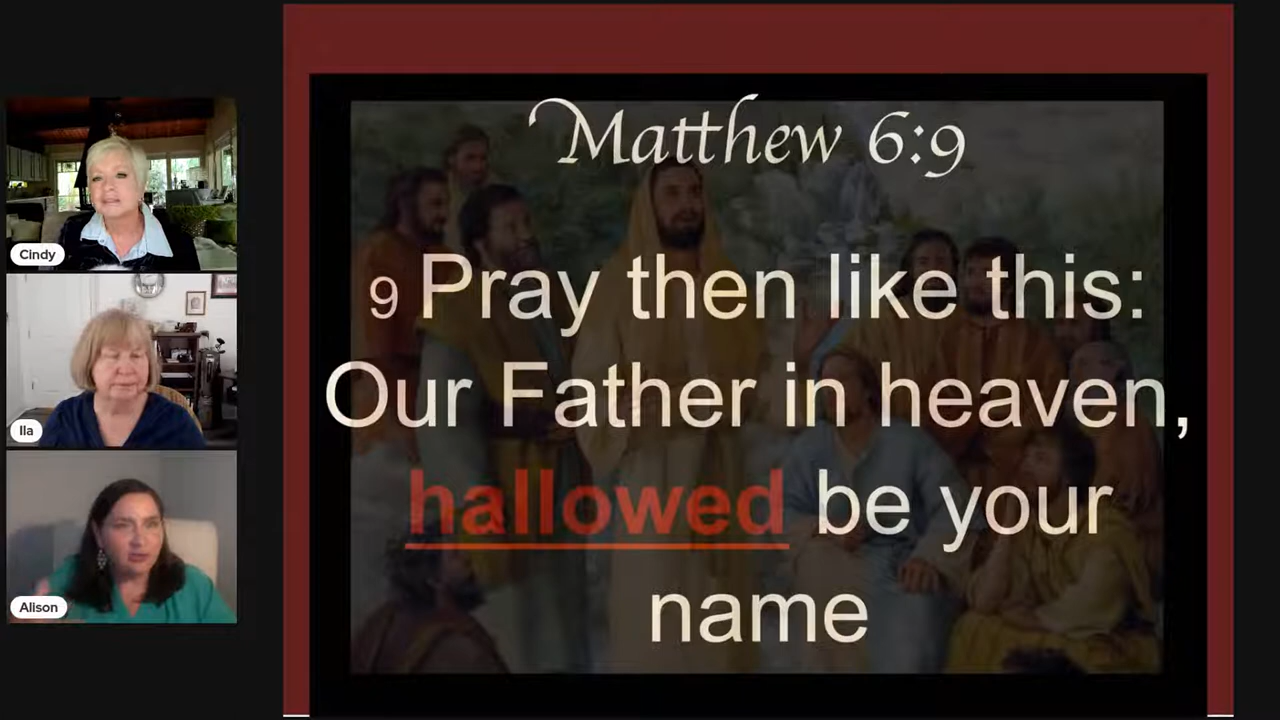 Matthew 6:9
9 Pray then like this:
Our Father in heaven,
hallowed be your
name
Cindy
Ila
Alison